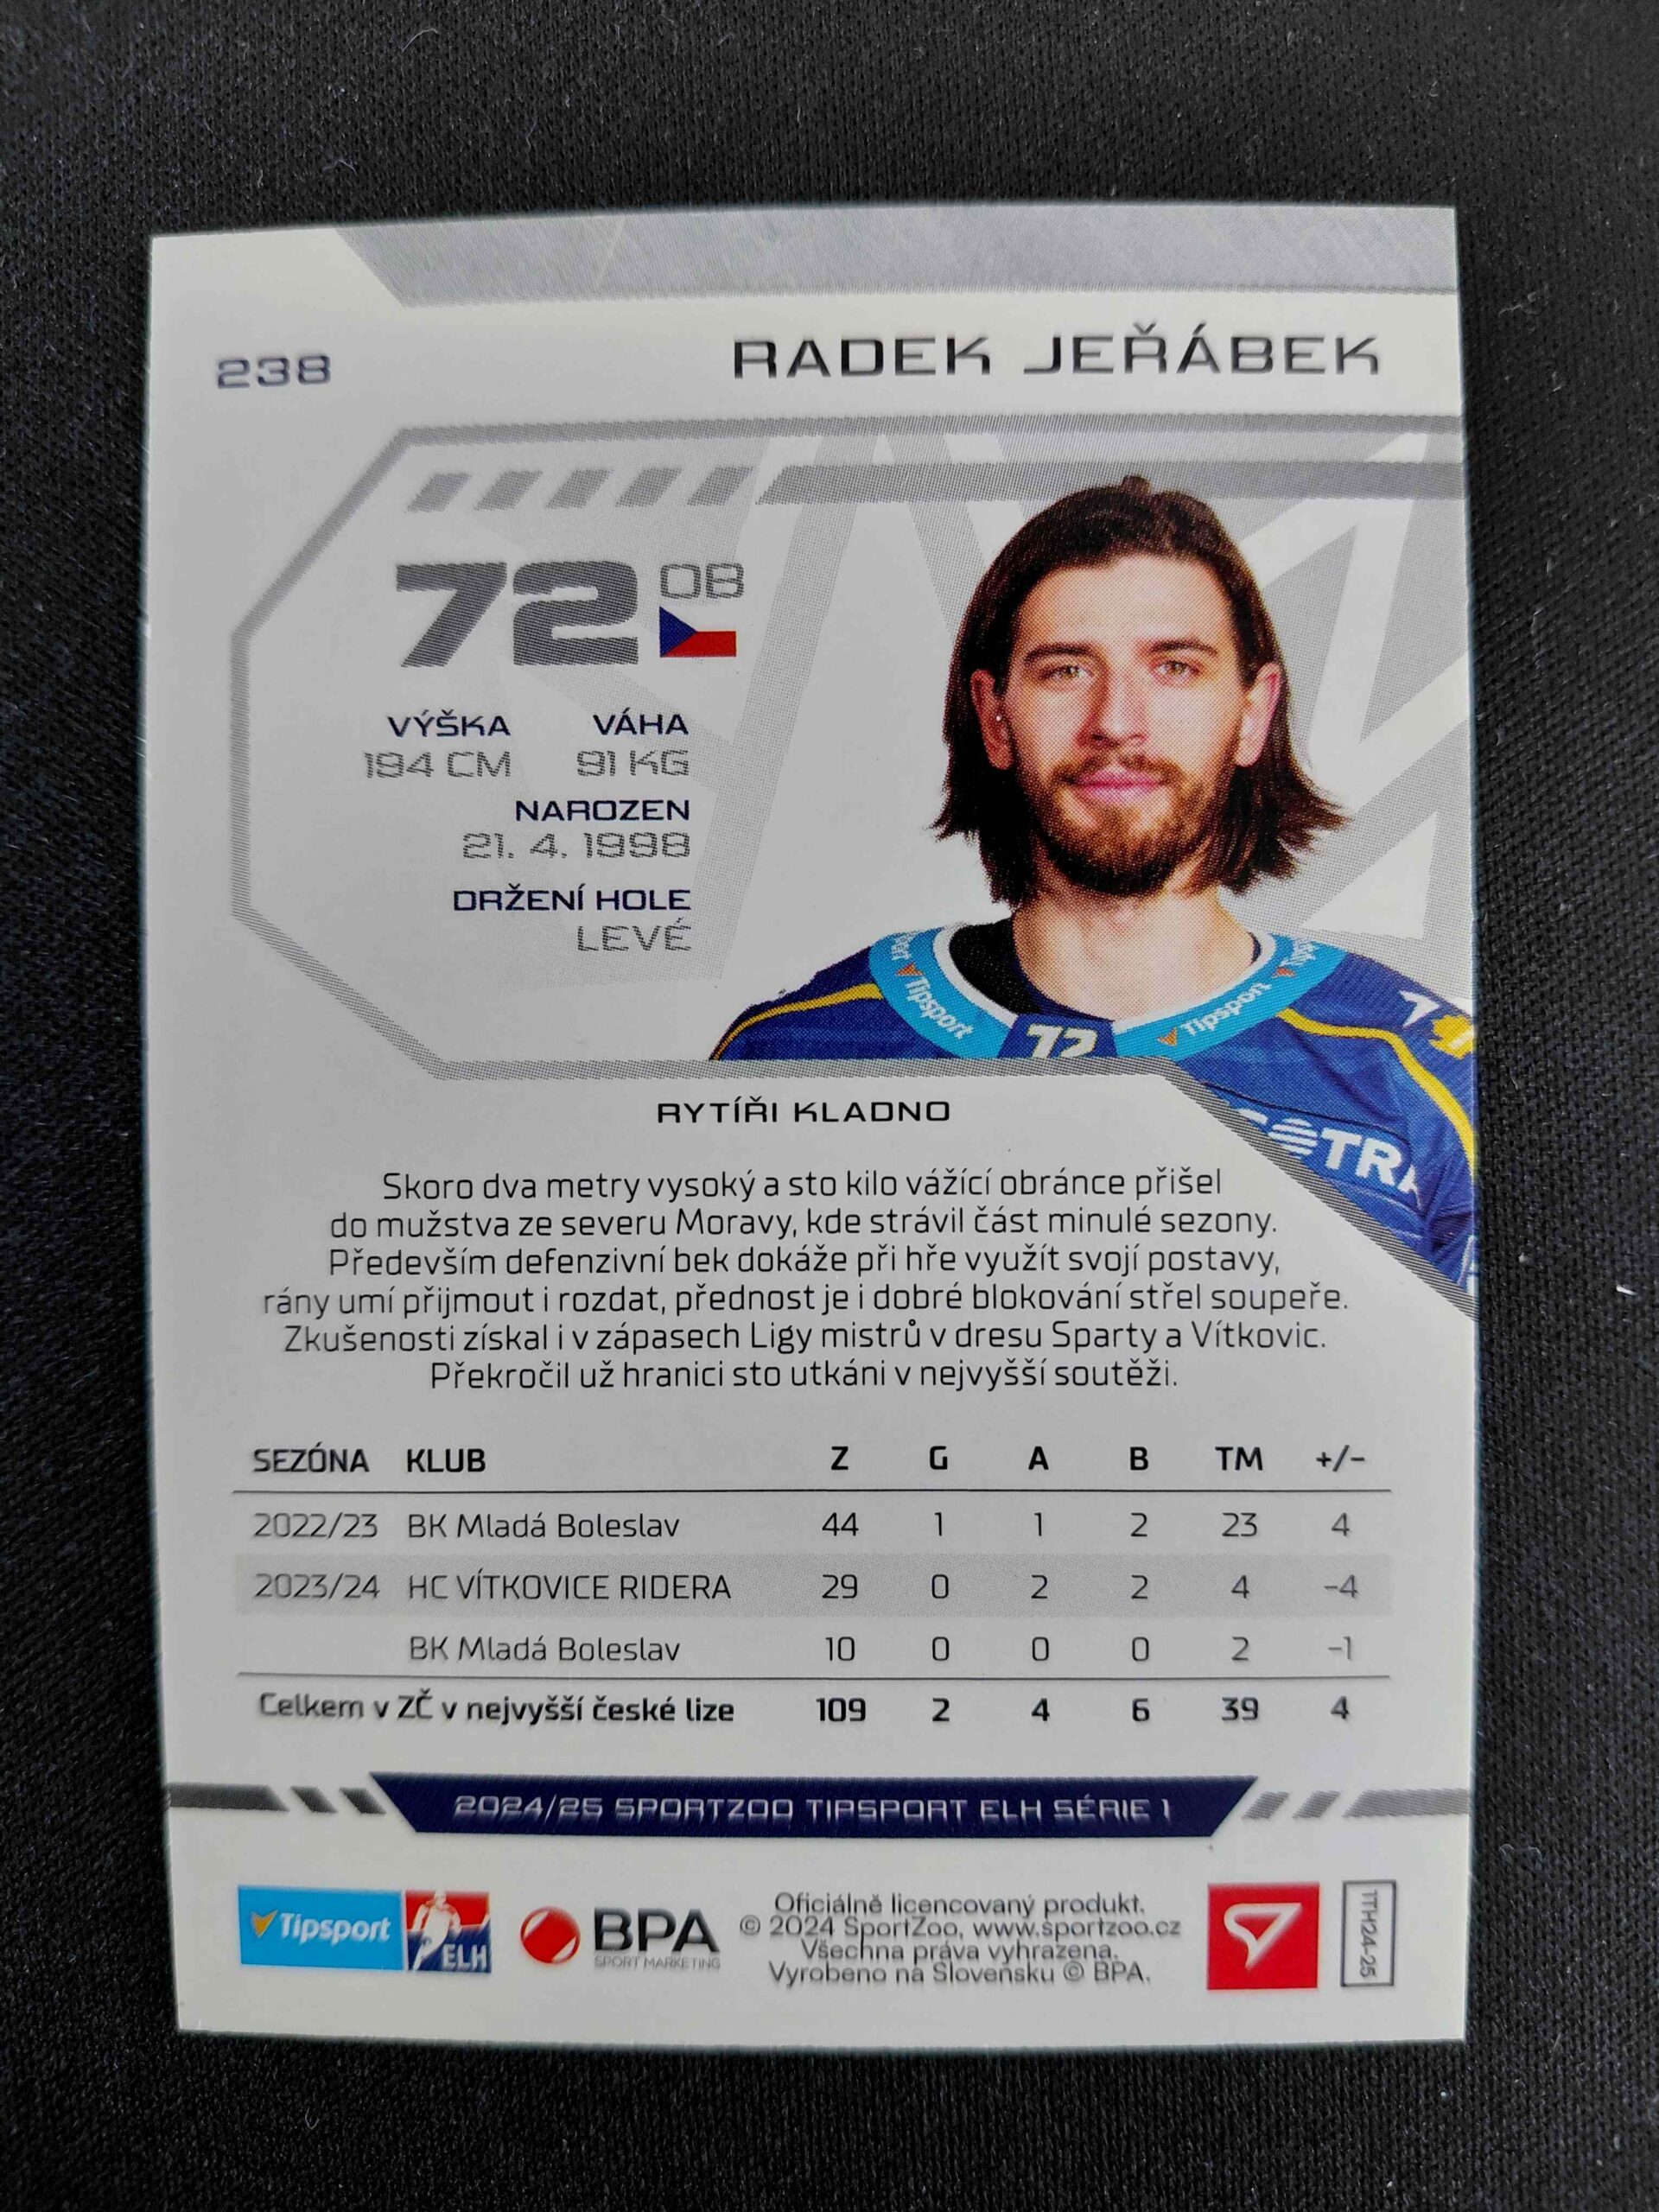 238
RADEK JEŘÁBEK
72 OB
VÝŠKA VÁHA
194 CM 91 KG
NAROZEN
21. 4. 1998
DRŽENÍ HOLE
LEVÉ
Tipsport Tipsport
72
RYTÍŘI KLADNO
Skoro dva metry vysoký a sto kilo vážící obránce přišel
do mužstva ze severu Moravy, kde strávil část minulé sezony.
Především defenzivní bek dokáže při hře využít svojí postavy,
rány umí přijmout i rozdat, přednost je i dobré blokování střel soupeře.
Zkušenosti získal i v zápasech Ligy mistrů v dresu Sparty a Vítkovic.
Překročil už hranici sto utkáni v nejvyšší soutěži.
SEZÓNA KLUB Z G A B TM +/-
2022/23 BK Mladá Boleslav 44 1 1 2 23 4
2023/24 HC VÍTKOVICE RIDERA 29 0 2 2 4 -4
BK Mladá Boleslav 10 0 0 0 2 -1
Celkem v ZČ v nejvyšší české lize 109 2 4 6 39 4
2024/25 SPORTZOO TIPSPORT ELH SÉRIE 1
Tipsport ELH
BPA
SPORT MARKETING
Oficiálně licencovaný produkt.
© 2024 SportZoo, www.sportzoo.cz
Všechna práva vyhrazena.
Vyrobeno na Slovensku © BPA.
1TH24-25